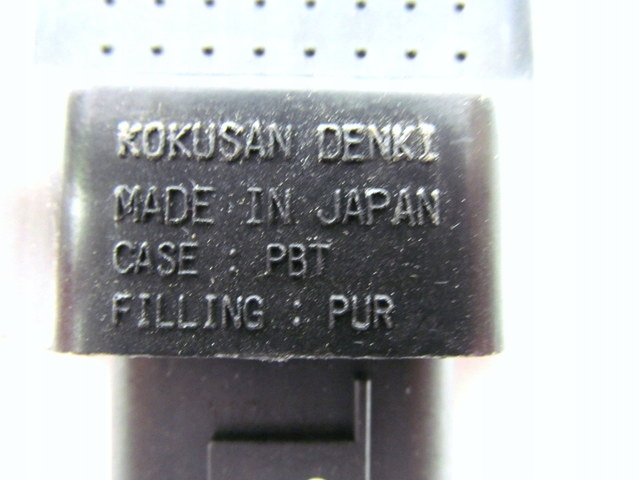 KOKUSAN DENKI
MADE IN JAPAN
CASE : PBT
FILLING : PUR